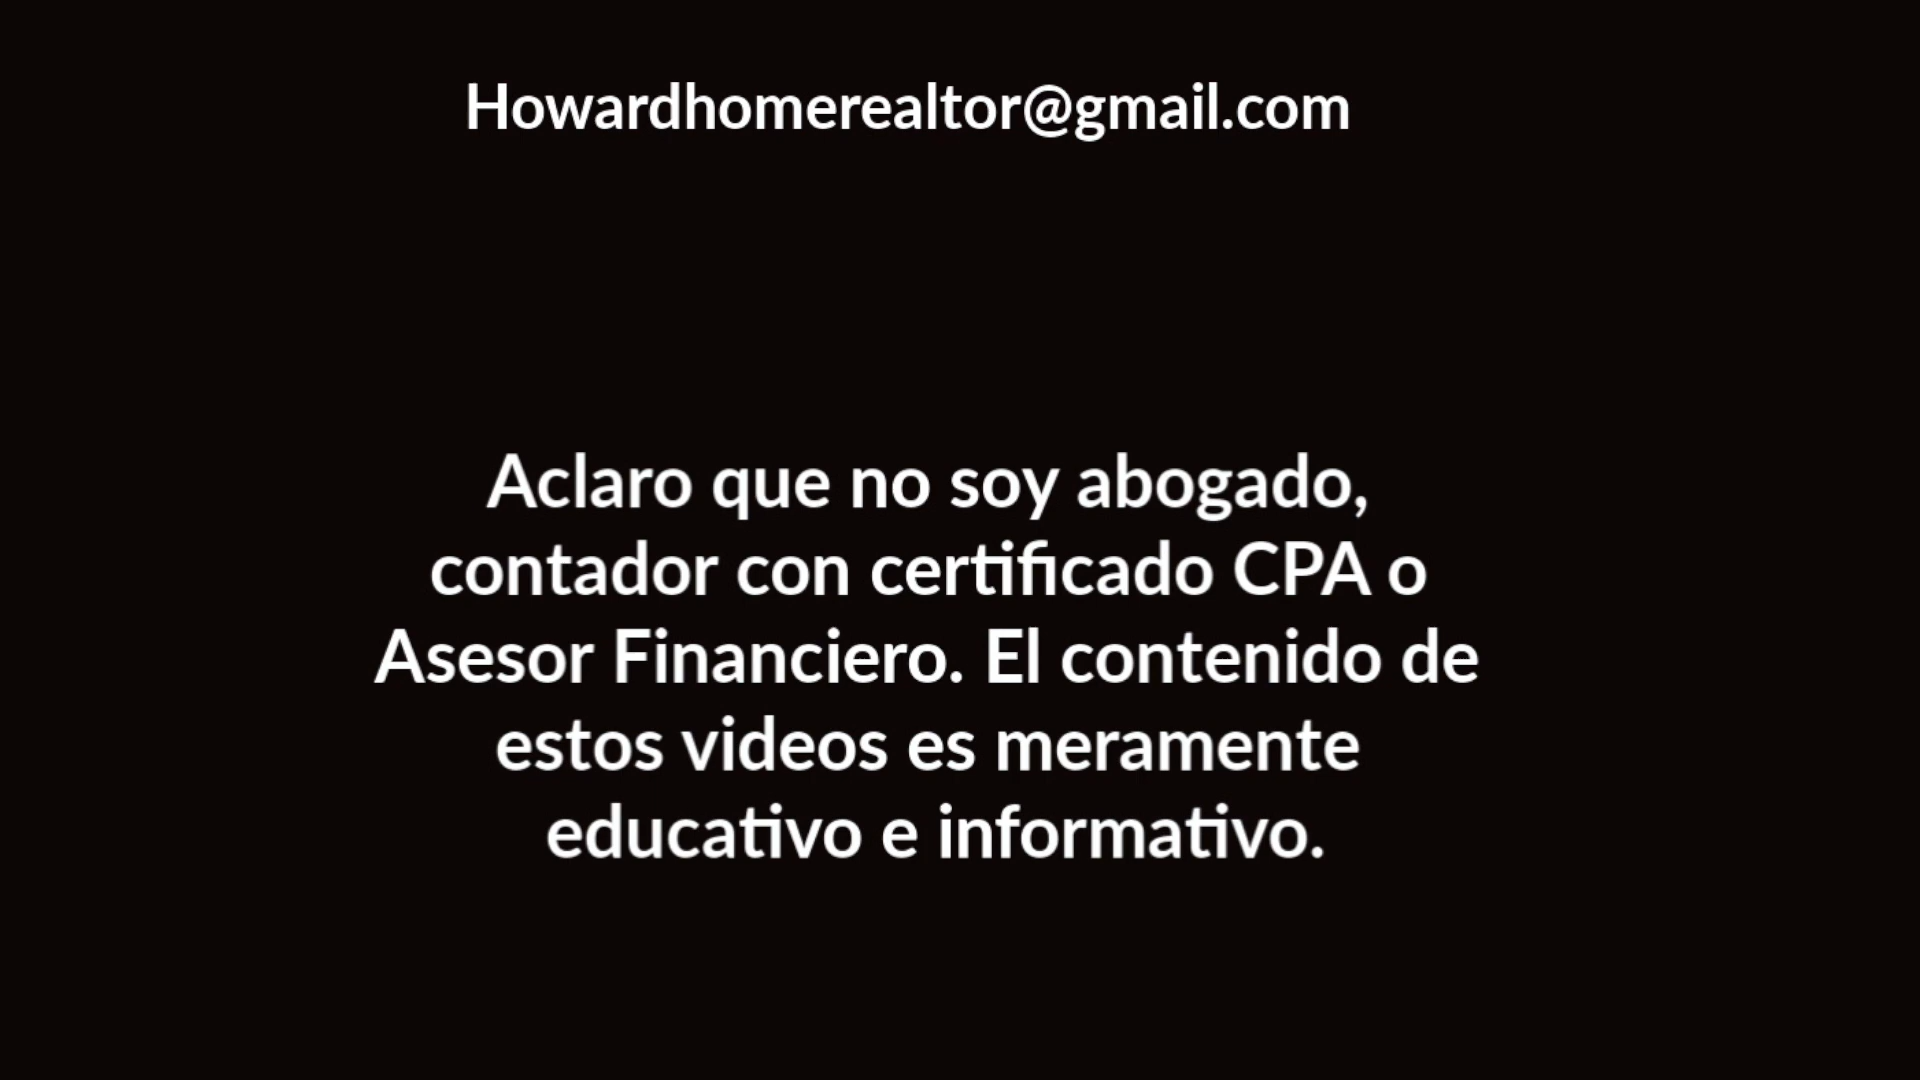 Howardhomerealtor@gmail.com
Aclaro que no soy abogado,
contador con certificado CPA o
Asesor Financiero. El contenido de
estos videos es meramente
educativo e informativo.